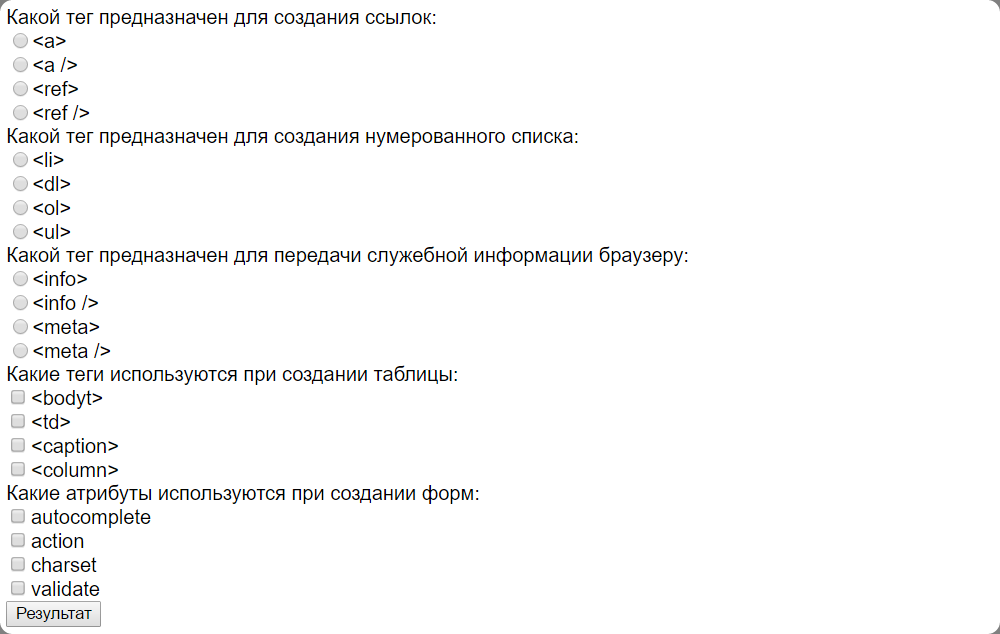 Какой тег предназначен для создания ссылок:
<a>
<a />
<ref>
<ref />
Какой тег предназначен для создания нумерованного списка:
<li>
<dl>
<ol>
<ul>
Какой тег предназначен для передачи служебной информации браузеру:
<info>
<info />
<meta>
<meta />
Какие теги используются при создании таблицы:
<bodyt>
<td>
<caption>
<column>
Какие атрибуты используются при создании форм:
autocomplete
action
charset
validate
Результат